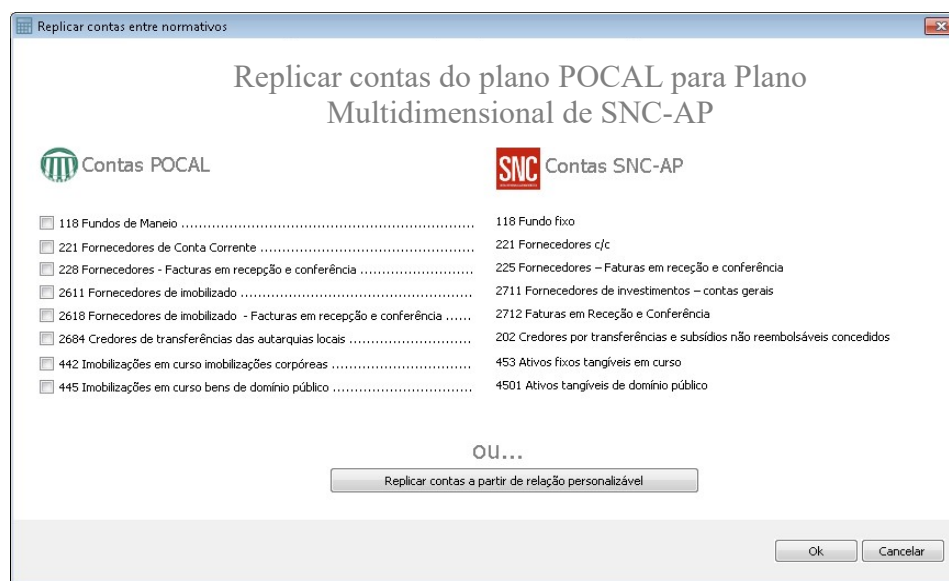 Replicar contas entre normativos
Replicar contas do plano POCAL para Plano
Multidimensional de SNC-AP
Contas POCAL
SNC Contas SNC-AP
118 Fundos de Maneio ........................................ 118 Fundo fixo
221 Fornecedores de Conta Corrente ........................................ 221 Fornecedores c/c
228 Fornecedores - Facturas em recepção e conferência ........................ 225 Fornecedores – Faturas em receção e conferência
2611 Fornecedores de imobilizado ........................................ 2711 Fornecedores de investimentos – contas gerais
2618 Fornecedores de imobilizado - Facturas em recepção e conferência ...... 2712 Faturas em Receção e Conferência
2684 Credores de transferências das autarquias locais ........................ 202 Credores por transferências e subsídios não reembolsáveis concedidos
442 Imobilizações em curso imobilizações corpóreas ........................ 453 Ativos fixos tangíveis em curso
445 Imobilizações em curso bens de domínio público ........................ 4501 Ativos tangíveis de domínio público
ou...
Replicar contas a partir de relação personalizável
Ok Cancelar